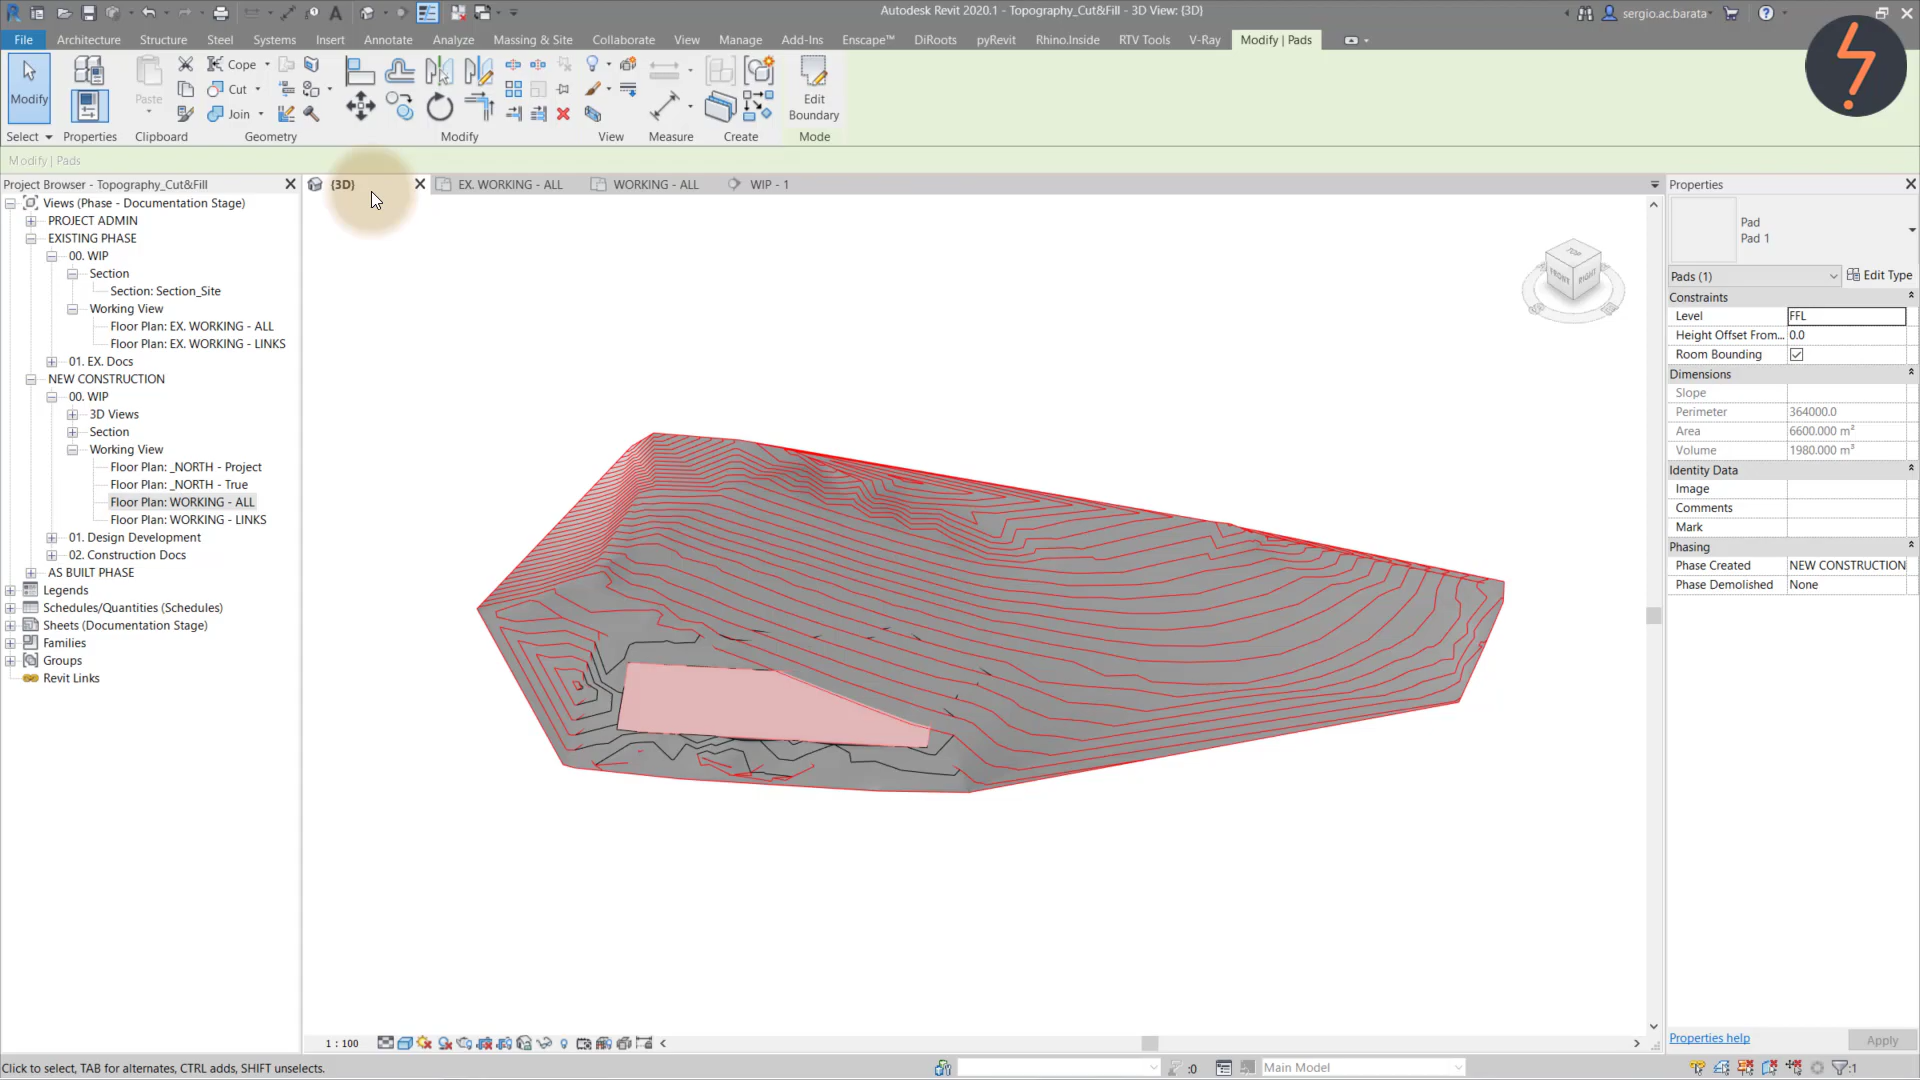 Autodesk Revit 2020.1 - Topography_Cut&Fill - 3D View: {3D}
sergio.ac.barata
File
Architecture
Structure
Steel
Systems
Insert
Annotate
Analyze
Massing & Site
Collaborate
View
Manage
Add-Ins
Enscape™
DiRoots
pyRevit
Rhino.Inside
RTV Tools
V-Ray
Modify | Pads
Modify
Paste
Cope
Cut
Join
Edit
Boundary
Select
Properties
Clipboard
Geometry
Modify
View
Measure
Create
Mode
Modify | Pads
Project Browser - Topography_Cut&Fill
{3D}
EX. WORKING - ALL
WORKING - ALL
WIP - 1
Properties
Views (Phase - Documentation Stage)
PROJECT ADMIN
EXISTING PHASE
00. WIP
Section
Section: Section_Site
Working View
Floor Plan: EX. WORKING - ALL
Floor Plan: EX. WORKING - LINKS
01. EX. Docs
NEW CONSTRUCTION
00. WIP
3D Views
Section
Working View
Floor Plan: _NORTH - Project
Floor Plan: _NORTH - True
Floor Plan: WORKING - ALL
Floor Plan: WORKING - LINKS
01. Design Development
02. Construction Docs
AS BUILT PHASE
Legends
Schedules/Quantities (Schedules)
Sheets (Documentation Stage)
Families
Groups
Revit Links
TOP
FRONT
RIGHT
Pad
Pad 1
Pads (1)
Edit Type
Constraints
Level FFL
Height Offset From... 0.0
Room Bounding
Dimensions
Slope
Perimeter 364000.0
Area 6600.000 m²
Volume 1980.000 m³
Identity Data
Image
Comments
Mark
Phasing
Phase Created NEW CONSTRUCTION
Phase Demolished None
Properties help
Apply
1 : 100
Click to select, TAB for alternates, CTRL adds, SHIFT unselects.
:0
Main Model
:1